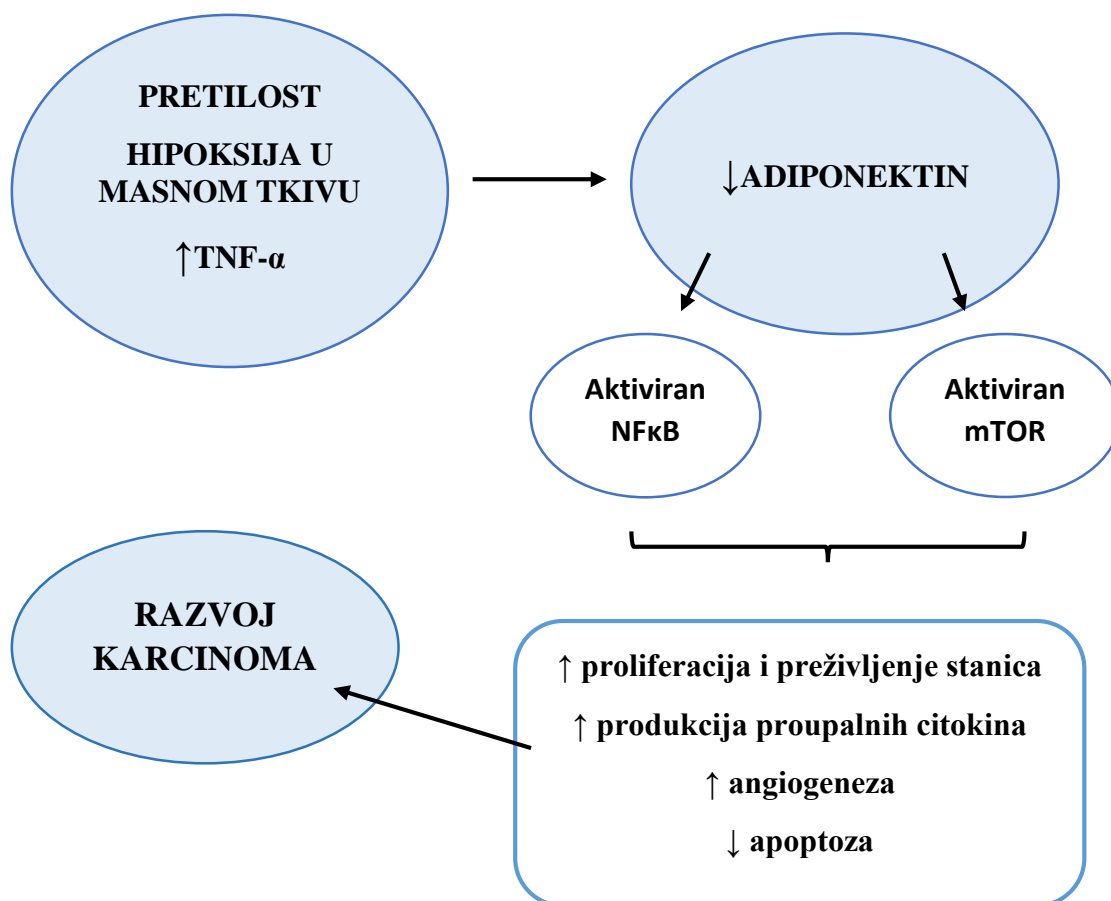 PRETILOST
HIPOKSIJA U
MASNOM TKIVU
↑TNF-α
↓ADIPONEKTIN
Aktiviran
NFκB
Aktiviran
mTOR
↑ proliferacija i preživljenje stanica
↑ produkcija proupalnih citokina
↑ angiogeneza
↓ apoptoza
RAZVOJ
KARCINOMA